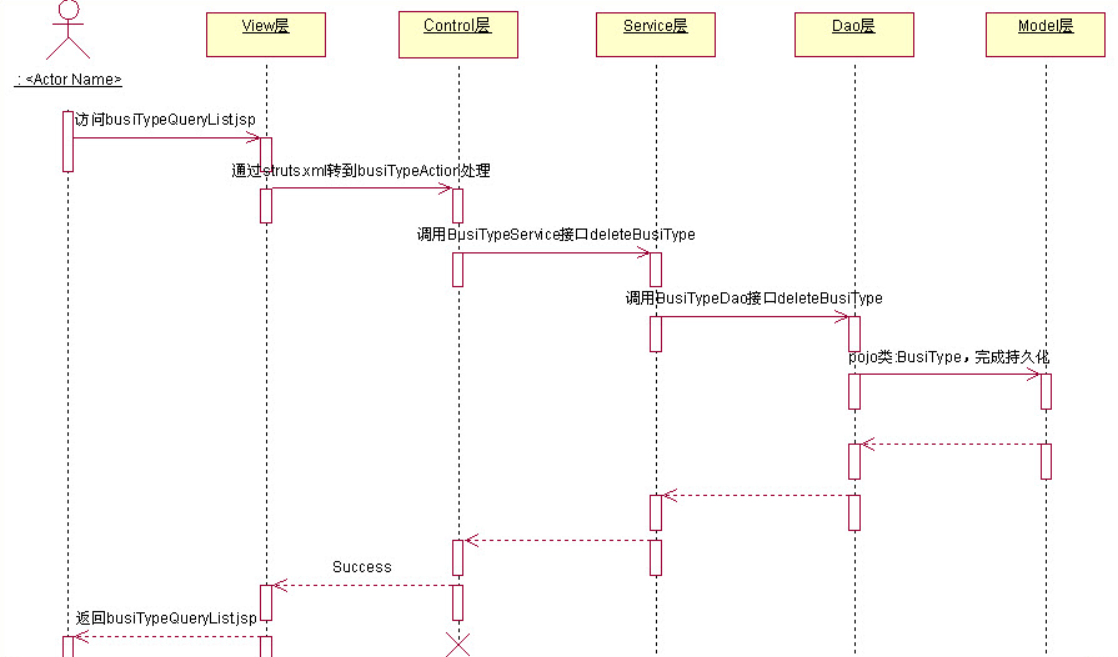 View层
Control层
Service层
Dao层
Model层
: <Actor Name>
访问busiTypeQueryList.jsp
通过struts.xml转到busiTypeAction处理
调用BusiTypeService接口deleteBusiType
调用BusiTypeDao接口deleteBusiType
pojo类:BusiType，完成持久化
Success
返回busiTypeQueryList.jsp